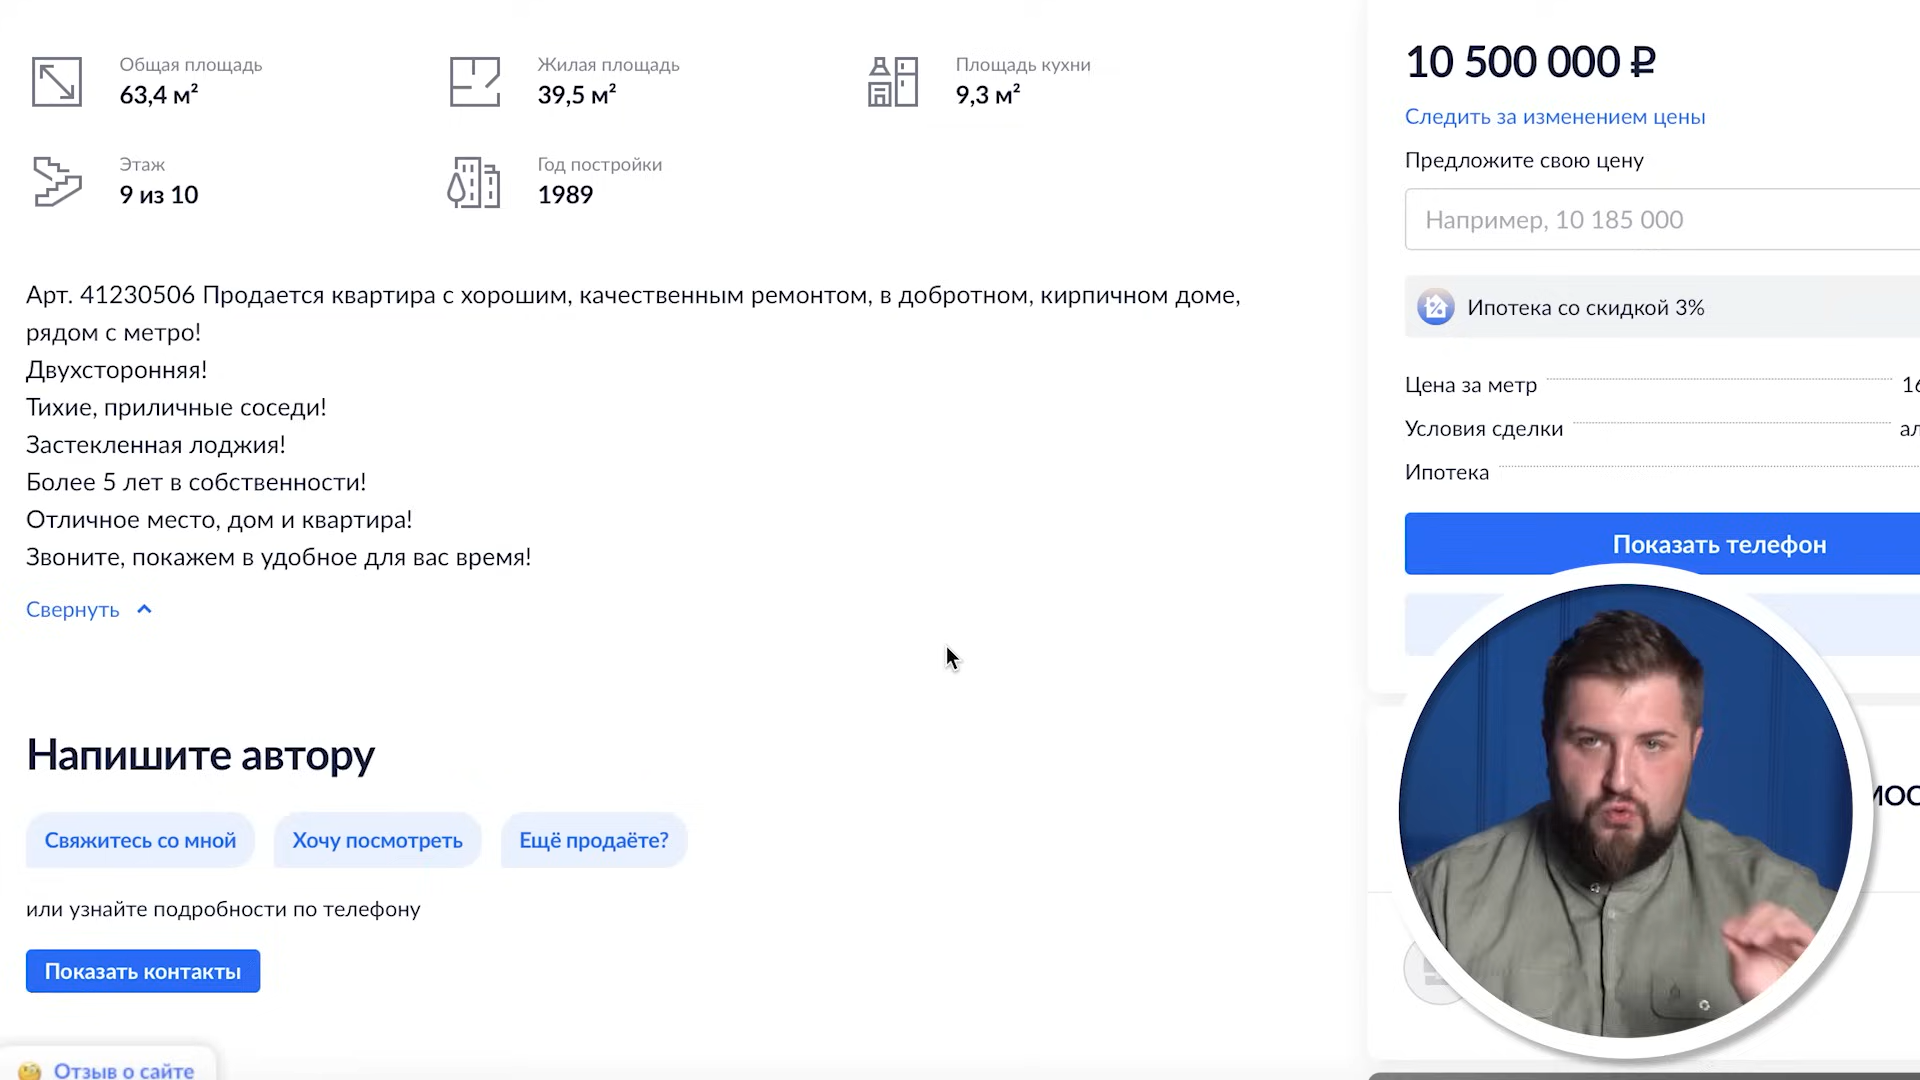 Общая площадь
63,4 м²
Жилая площадь
39,5 м²
Площадь кухни
9,3 м²
Этаж
9 из 10
Год постройки
1989
Арт. 41230506 Продается квартира с хорошим, качественным ремонтом, в добротном, кирпичном доме,
рядом с метро!
Двухсторонняя!
Тихие, приличные соседи!
Застекленная лоджия!
Более 5 лет в собственности!
Отличное место, дом и квартира!
Звоните, покажем в удобное для вас время!
Свернуть
Напишите автору
Свяжитесь со мной
Хочу посмотреть
Ещё продаёте?
или узнайте подробности по телефону
Показать контакты
Отзыв о сайте
10 500 000 ₽
Следить за изменением цены
Предложите свою цену
Например, 10 185 000
Ипотека со скидкой 3%
Цена за метр
Условия сделки
Ипотека
Показать телефон